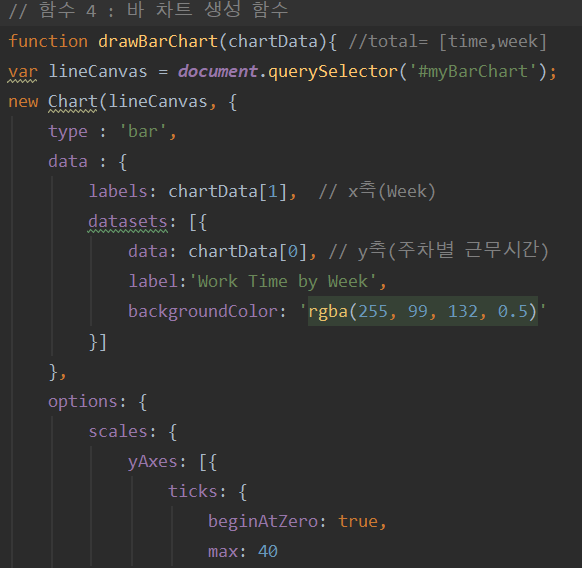 // 함수 4 : 바 차트 생성 함수
function drawBarChart(chartData){ //total= [time,week]
var lineCanvas = document.querySelector('#myBarChart');
new Chart(lineCanvas, {
type : 'bar',
data : {
labels: chartData[1],  // x축(Week)
datasets: [{
data: chartData[0], // y축(주차별 근무시간)
label:'Work Time by Week',
backgroundColor: 'rgba(255, 99, 132, 0.5)'
}]
},
options: {
scales: {
yAxes: [{
ticks: {
beginAtZero: true,
max: 40